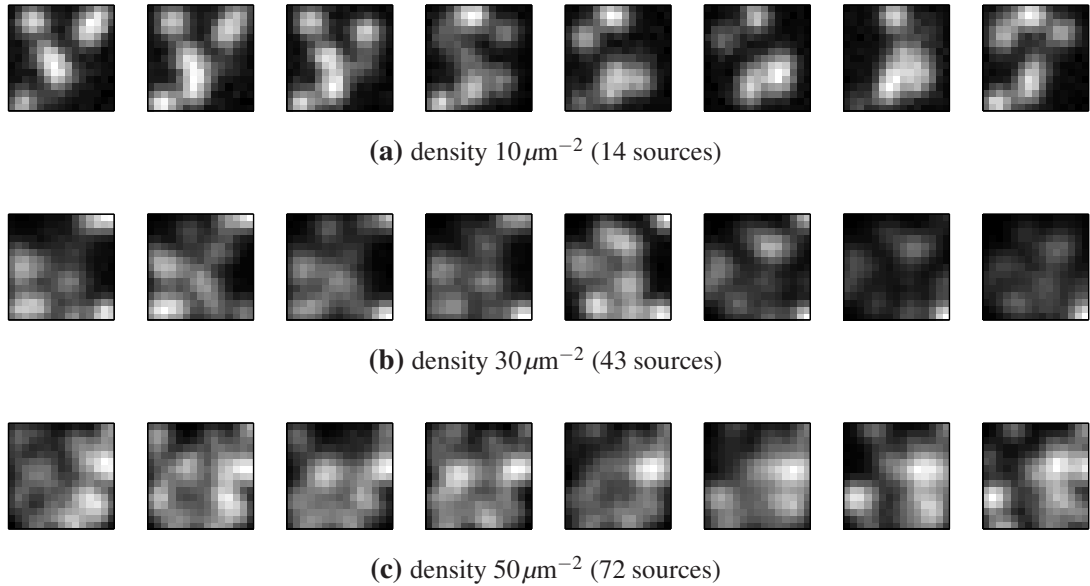 (a) density 10μm⁻² (14 sources)
(b) density 30μm⁻² (43 sources)
(c) density 50μm⁻² (72 sources)